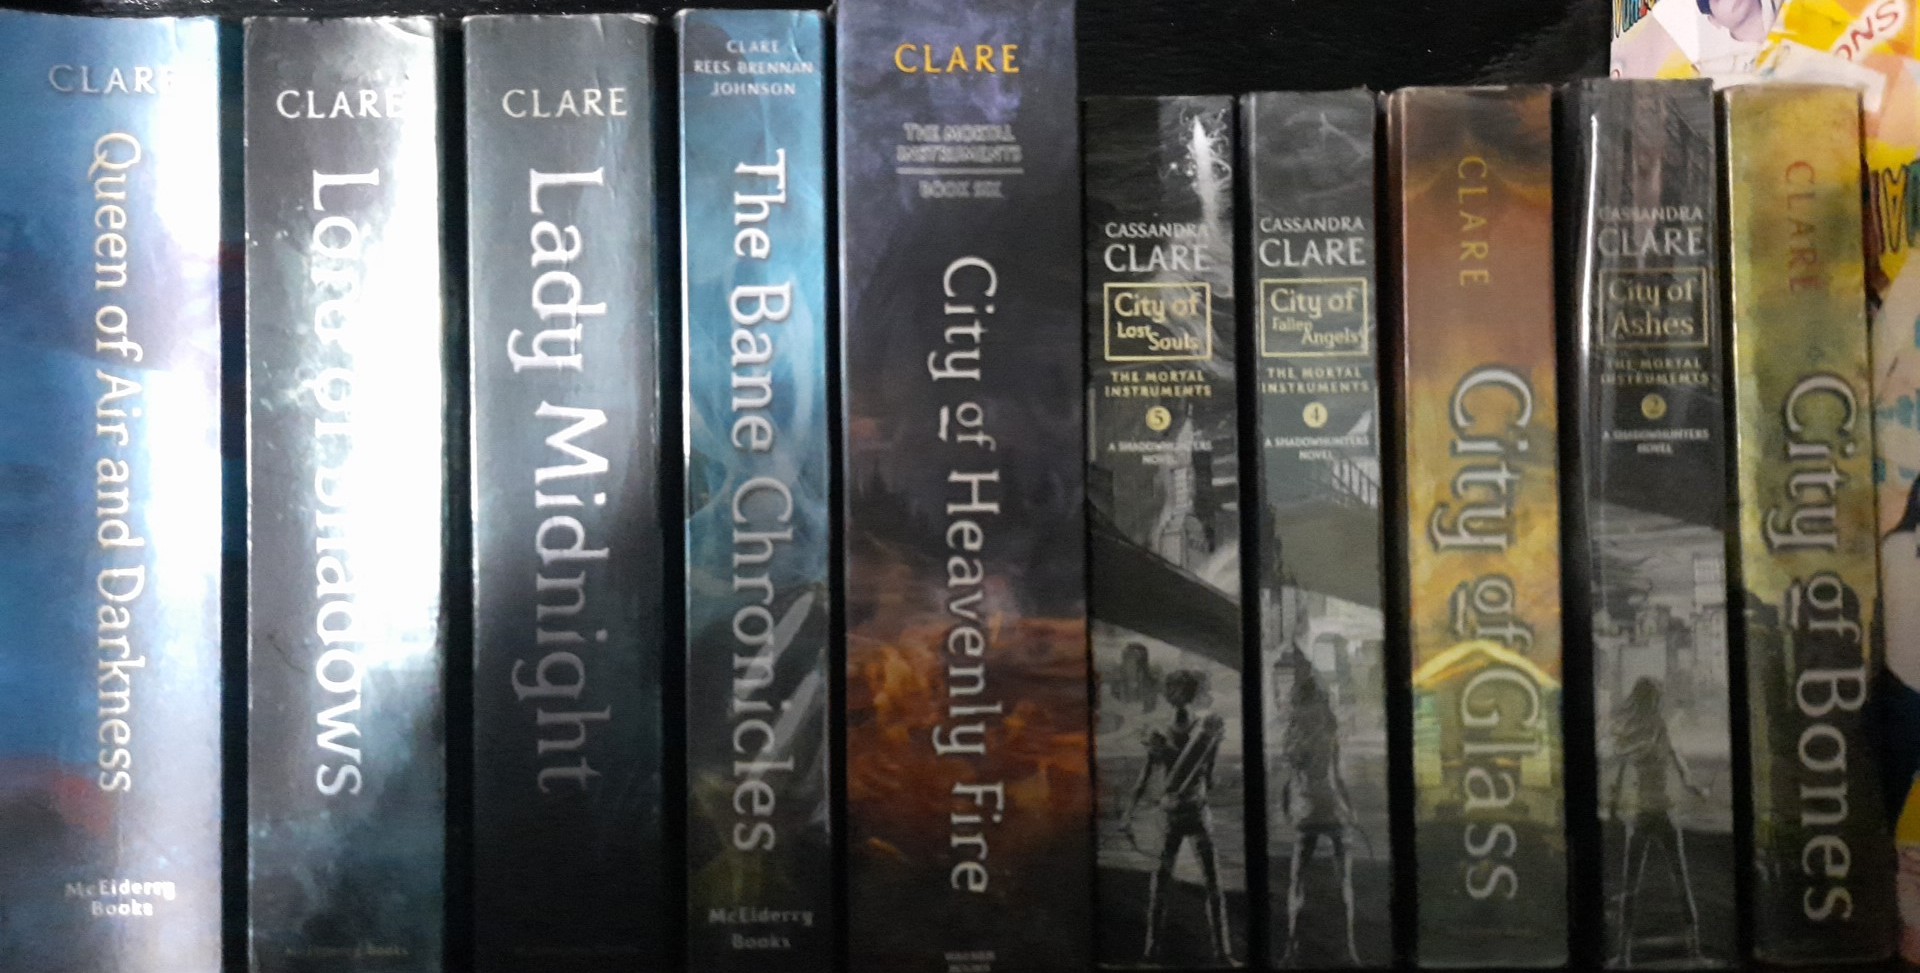 CLARE
Queen of Air and Darkness
McElderry
Books
CLARE
Lord of Shadows
CLARE
Lady Midnight
CLARE
REES BRENNAN
JOHNSON
The Bane Chronicles
McElderry
Books
CLARE
THE MORTAL
INSTRUMENTS
BOOK SIX
City of Heavenly Fire
CASSANDRA
CLARE
City of
Lost
Souls
THE MORTAL
INSTRUMENTS
5
A SHADOWHUNTERS
NOVEL
CASSANDRA
CLARE
City of
Fallen
Angels
THE MORTAL
INSTRUMENTS
4
A SHADOWHUNTERS
NOVEL
CLARE
City of Glass
CASSANDRA
CLARE
City of
Ashes
THE MORTAL
INSTRUMENTS
2
A SHADOWHUNTERS
NOVEL
CLARE
City of Bones